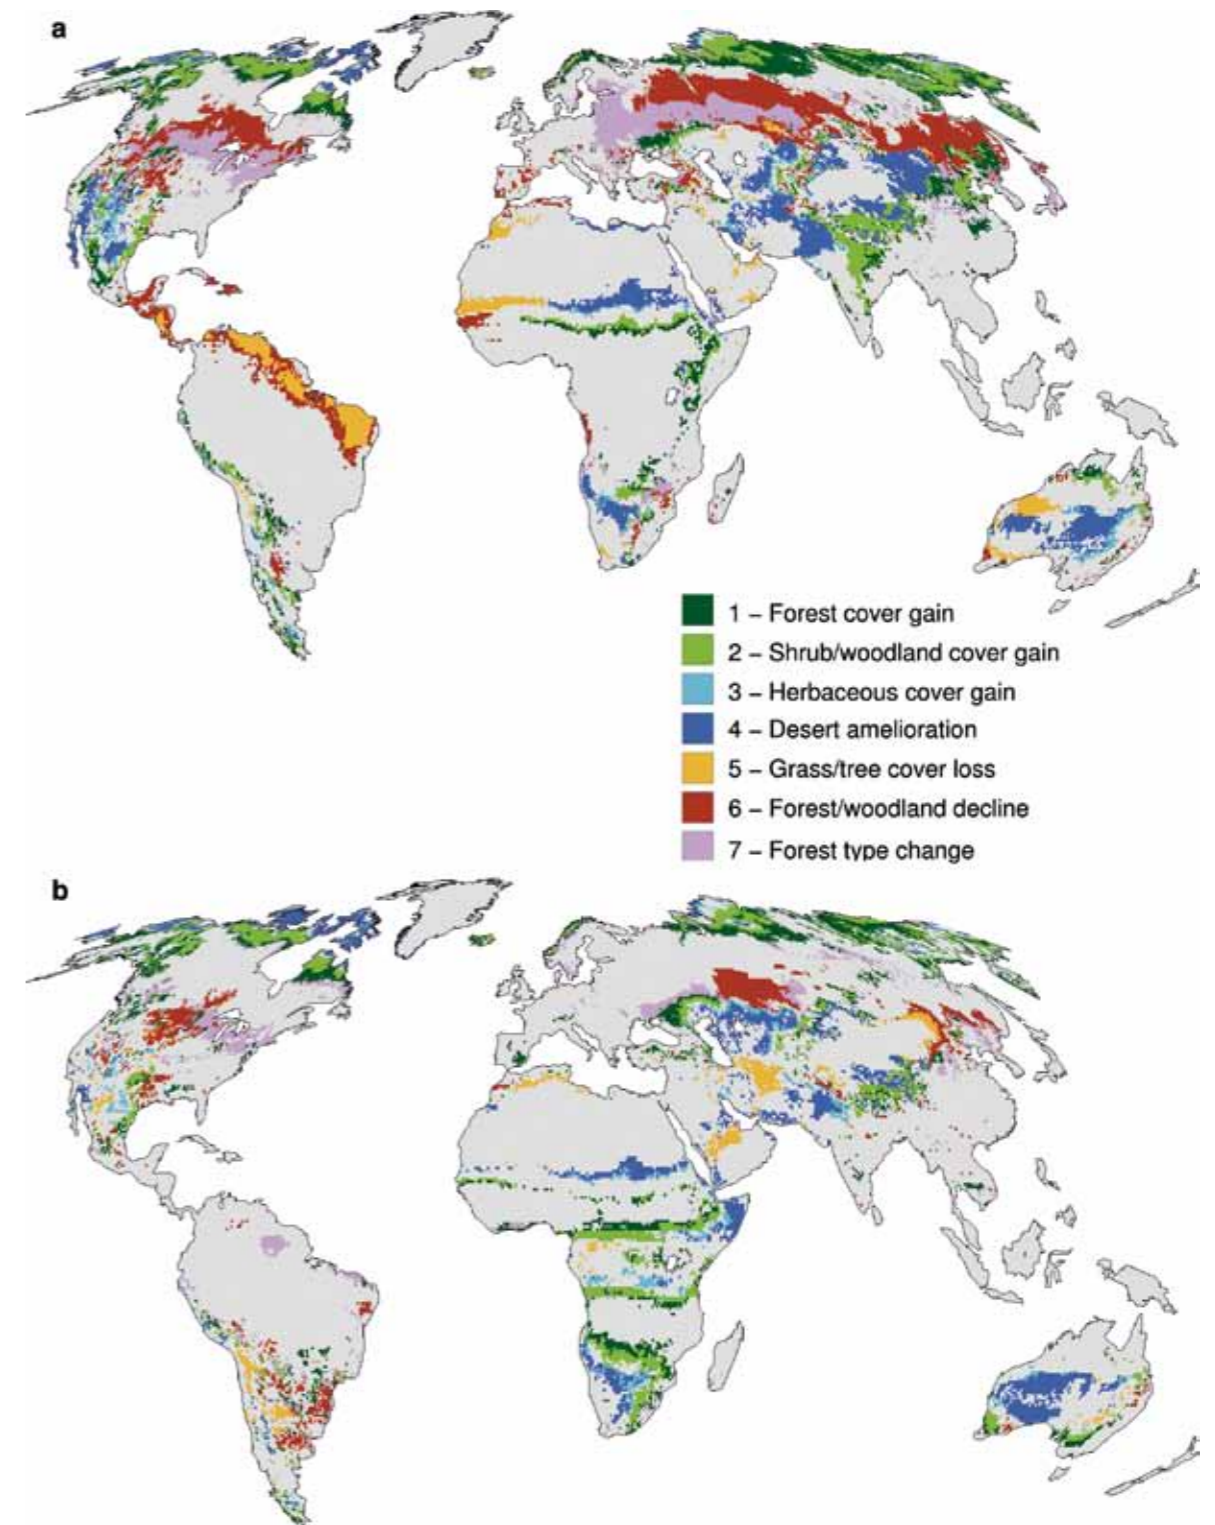 a
1 – Forest cover gain
2 – Shrub/woodland cover gain
3 – Herbaceous cover gain
4 – Desert amelioration
5 – Grass/tree cover loss
6 – Forest/woodland decline
7 – Forest type change
b